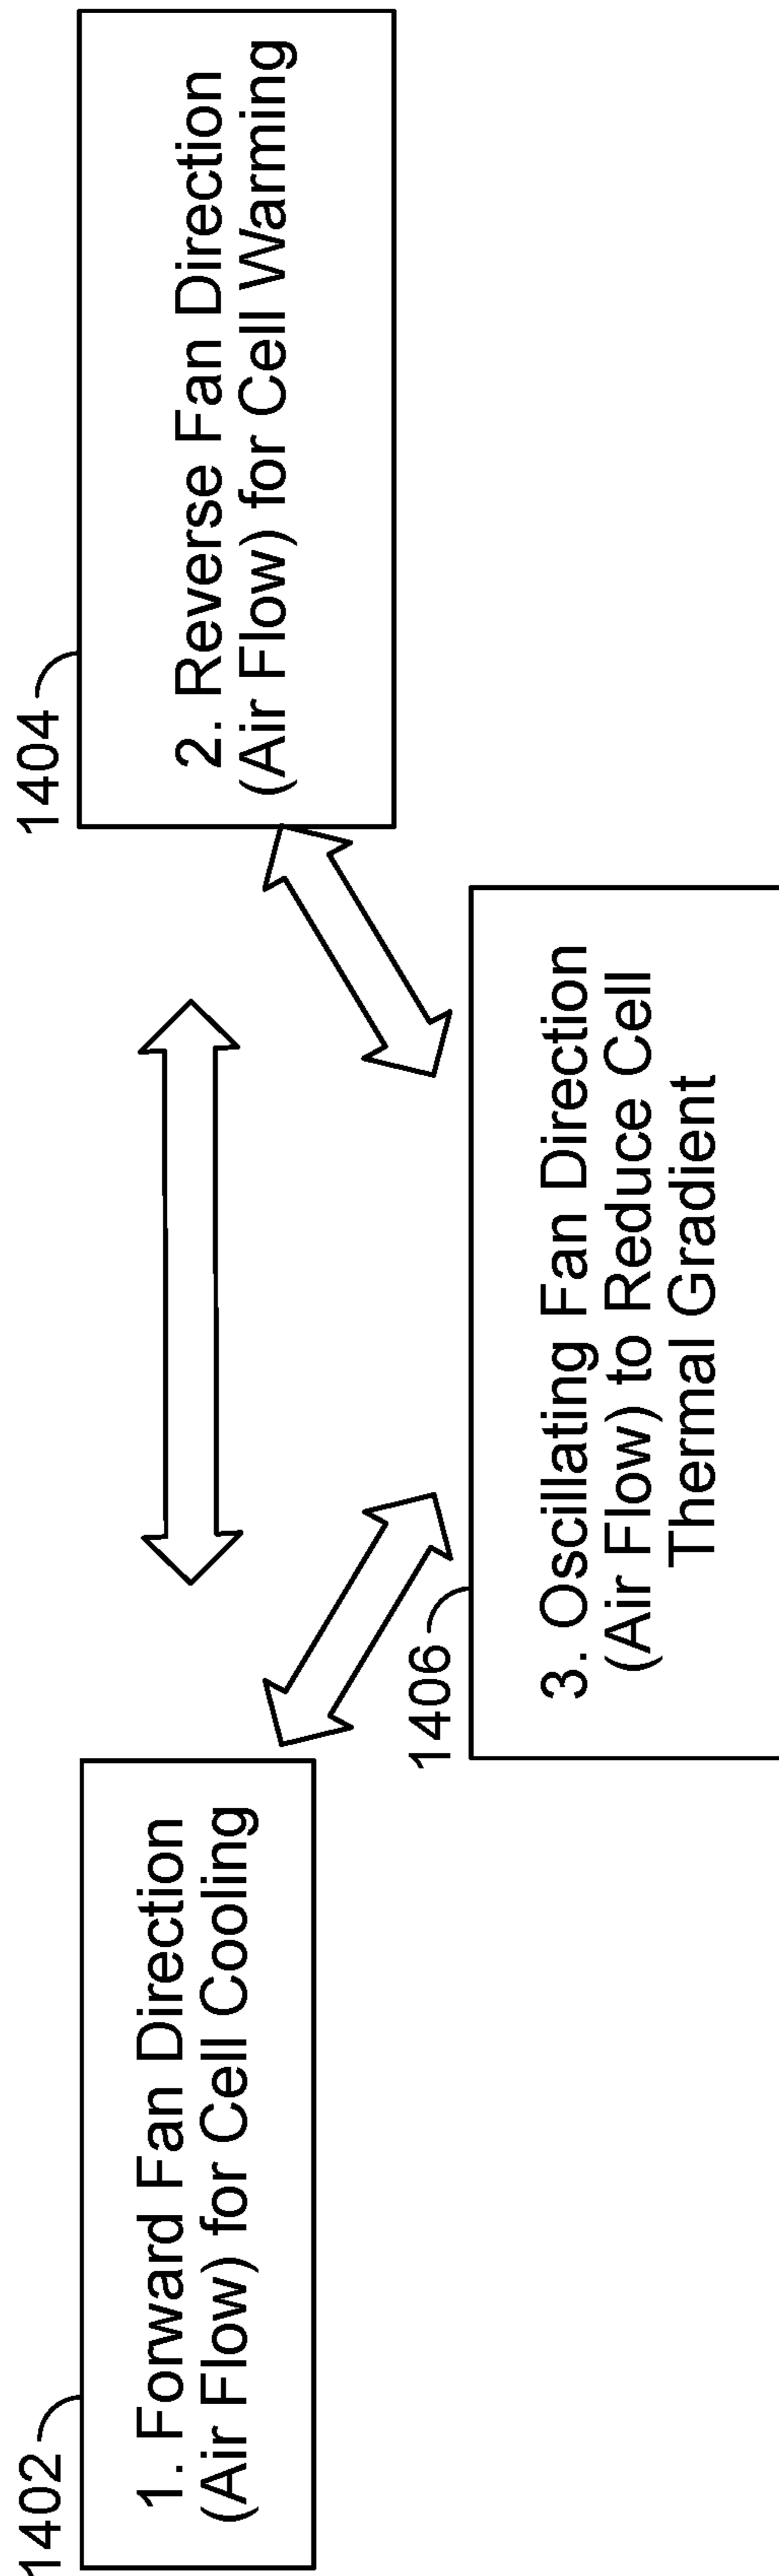 1402
1. Forward Fan Direction
(Air Flow) for Cell Cooling
1404
2. Reverse Fan Direction
(Air Flow) for Cell Warming
1406
3. Oscillating Fan Direction
(Air Flow) to Reduce Cell
Thermal Gradient